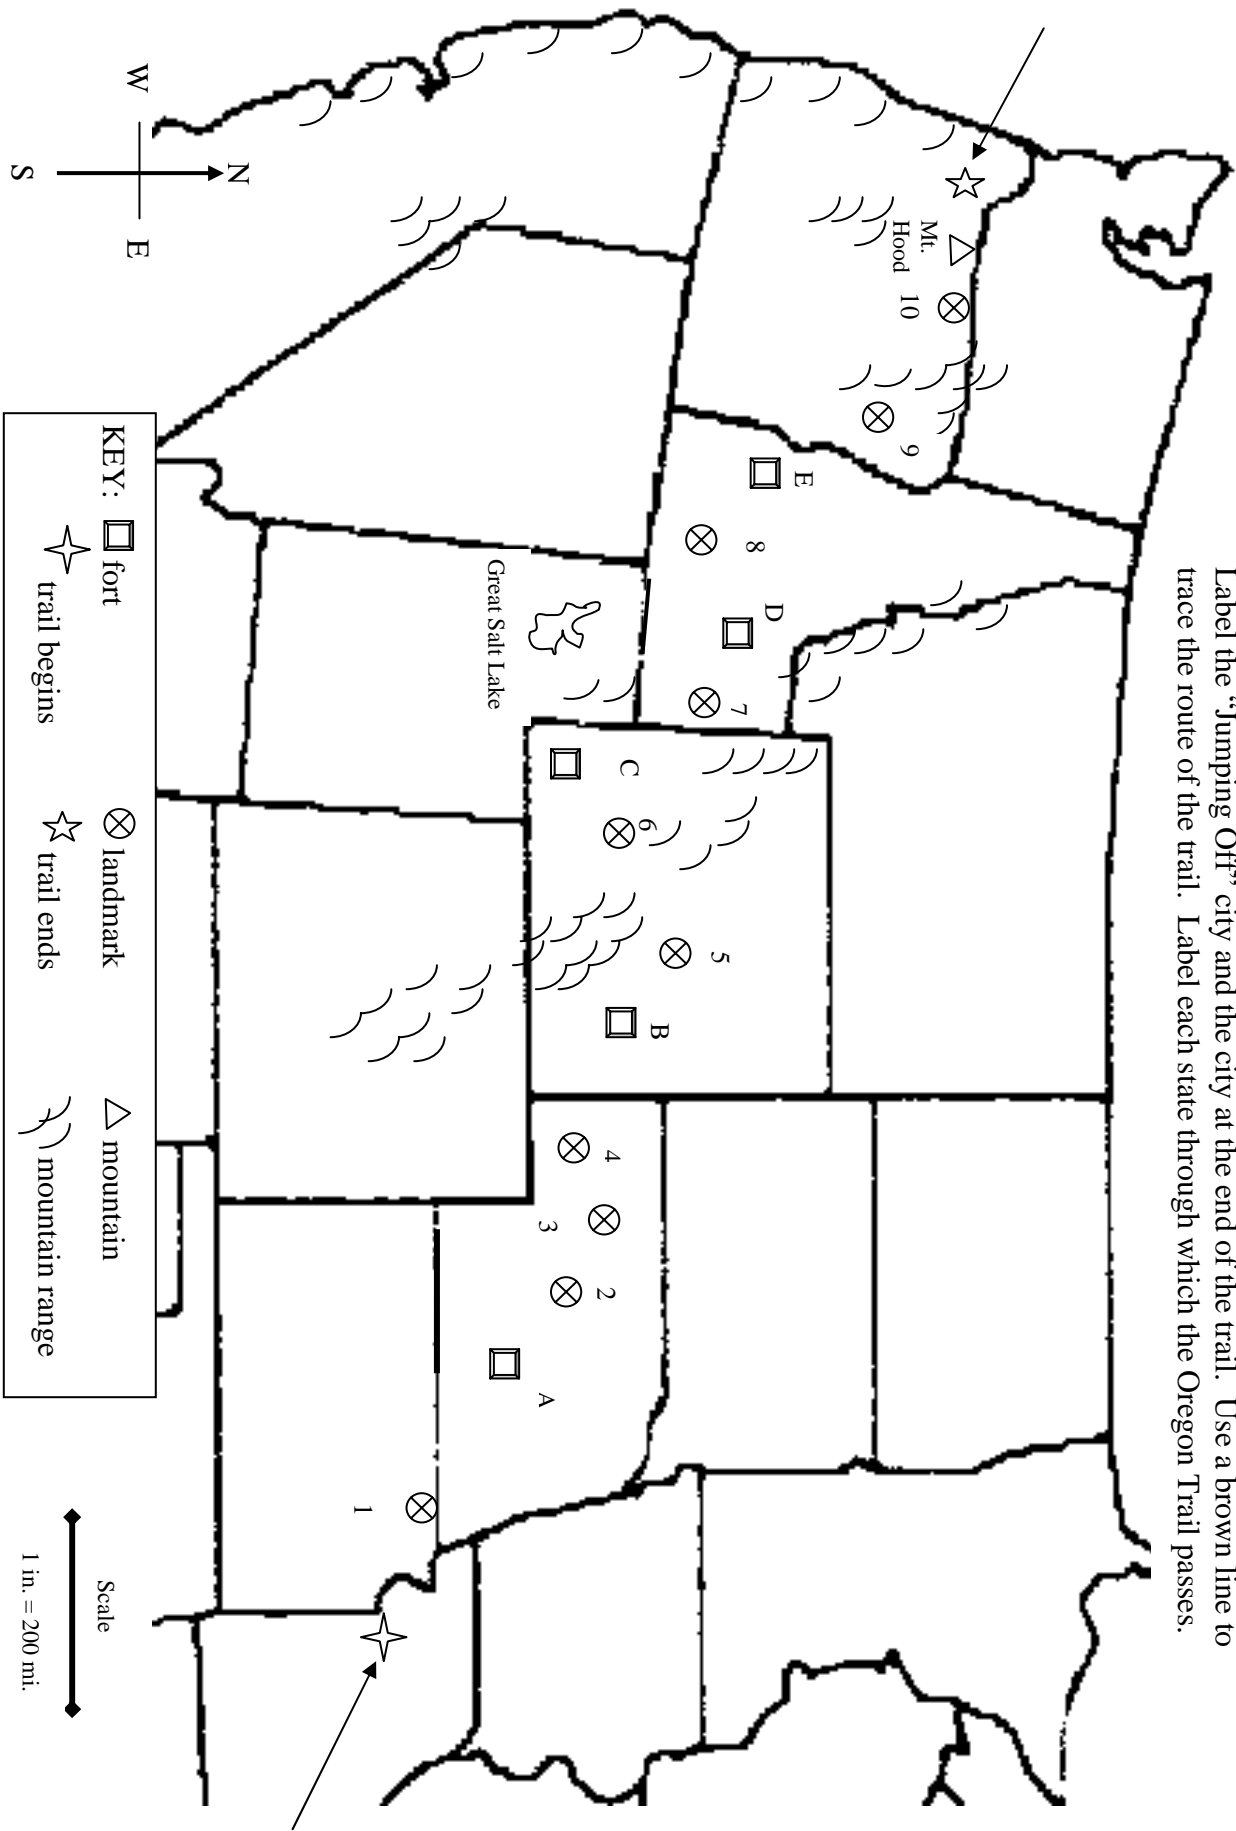 Label the “Jumping Off” city and the city at the end of the trail. Use a brown line to
trace the route of the trail. Label each state through which the Oregon Trail passes.
Mt.
Hood
10
9
E
8
D
7
C
6
5
B
4
3
2
A
1
Great Salt Lake
N
W
E
S
KEY:
fort
landmark
mountain
trail begins
trail ends
mountain range
Scale
1 in. = 200 mi.